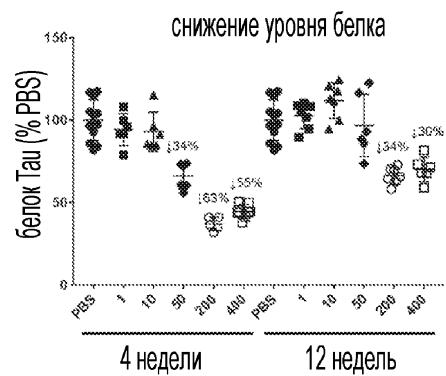 снижение уровня белка
белок Tau (% PBS)
150
100
50
0
↓34%
↓63%
↓55%
↓34%
↓30%
PBS 1 10 50 200 400 PBS 1 10 50 200 400
4 недели 12 недель